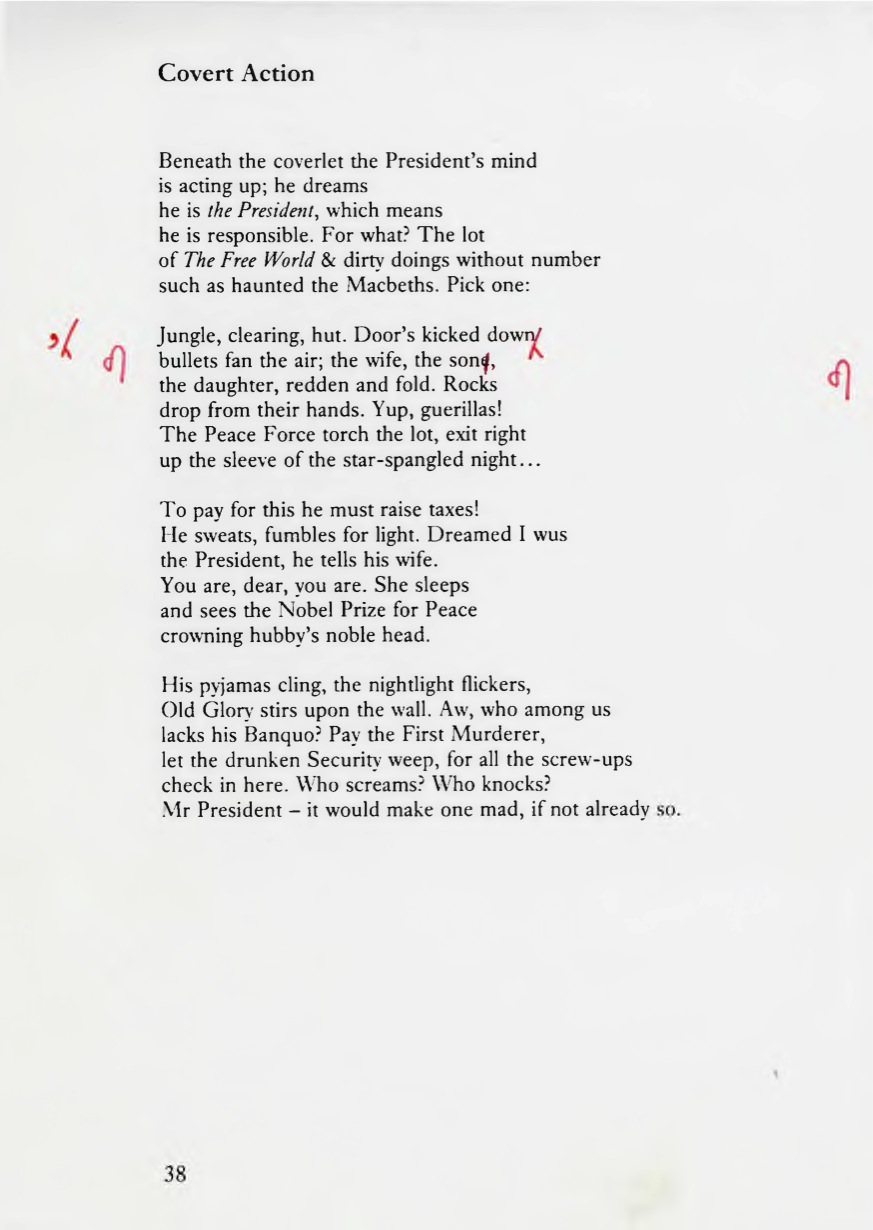 Covert Action
Beneath the coverlet the President's mind
is acting up; he dreams
he is the President, which means
he is responsible. For what? The lot
of The Free World & dirty doings without number
such as haunted the Macbeths. Pick one:
Jungle, clearing, hut. Door's kicked down
bullets fan the air; the wife, the son,
the daughter, redden and fold. Rocks
drop from their hands. Yup, guerillas!
The Peace Force torch the lot, exit right
up the sleeve of the star-spangled night...
To pay for this he must raise taxes!
He sweats, fumbles for light. Dreamed I wus
the President, he tells his wife.
You are, dear, you are. She sleeps
and sees the Nobel Prize for Peace
crowning hubby's noble head.
His pyjamas cling, the nightlight flickers,
Old Glory stirs upon the wall. Aw, who among us
lacks his Banquo? Pay the First Murderer,
let the drunken Security weep, for all the screw-ups
check in here. Who screams? Who knocks?
Mr President – it would make one mad, if not already so.
38